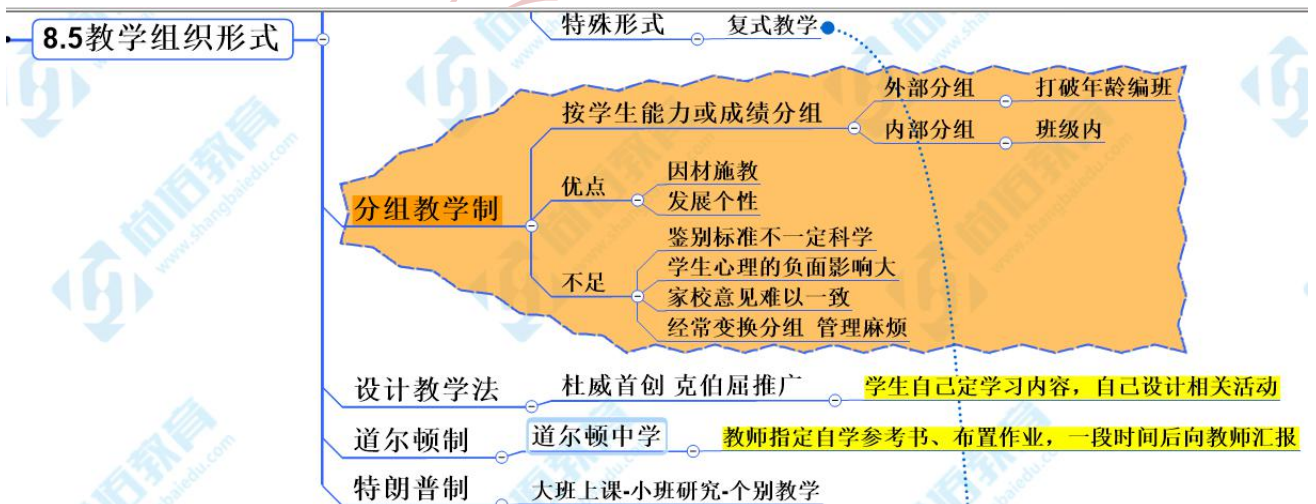 特殊形式
复式教学
8.5教学组织形式
按学生能力或成绩分组
外部分组
打破年龄编班
内部分组
班级内
分组教学制
优点
因材施教
发展个性
不足
鉴别标准不一定科学
学生心理的负面影响大
家校意见难以一致
经常变换分组 管理麻烦
设计教学法
杜威首创 克伯屈推广
学生自己定学习内容，自己设计相关活动
道尔顿制
道尔顿中学
教师指定自学参考书、布置作业，一段时间后向教师汇报
特朗普制
大班上课-小班研究-个别教学
尚佰教育
www.shangbaiedu.com